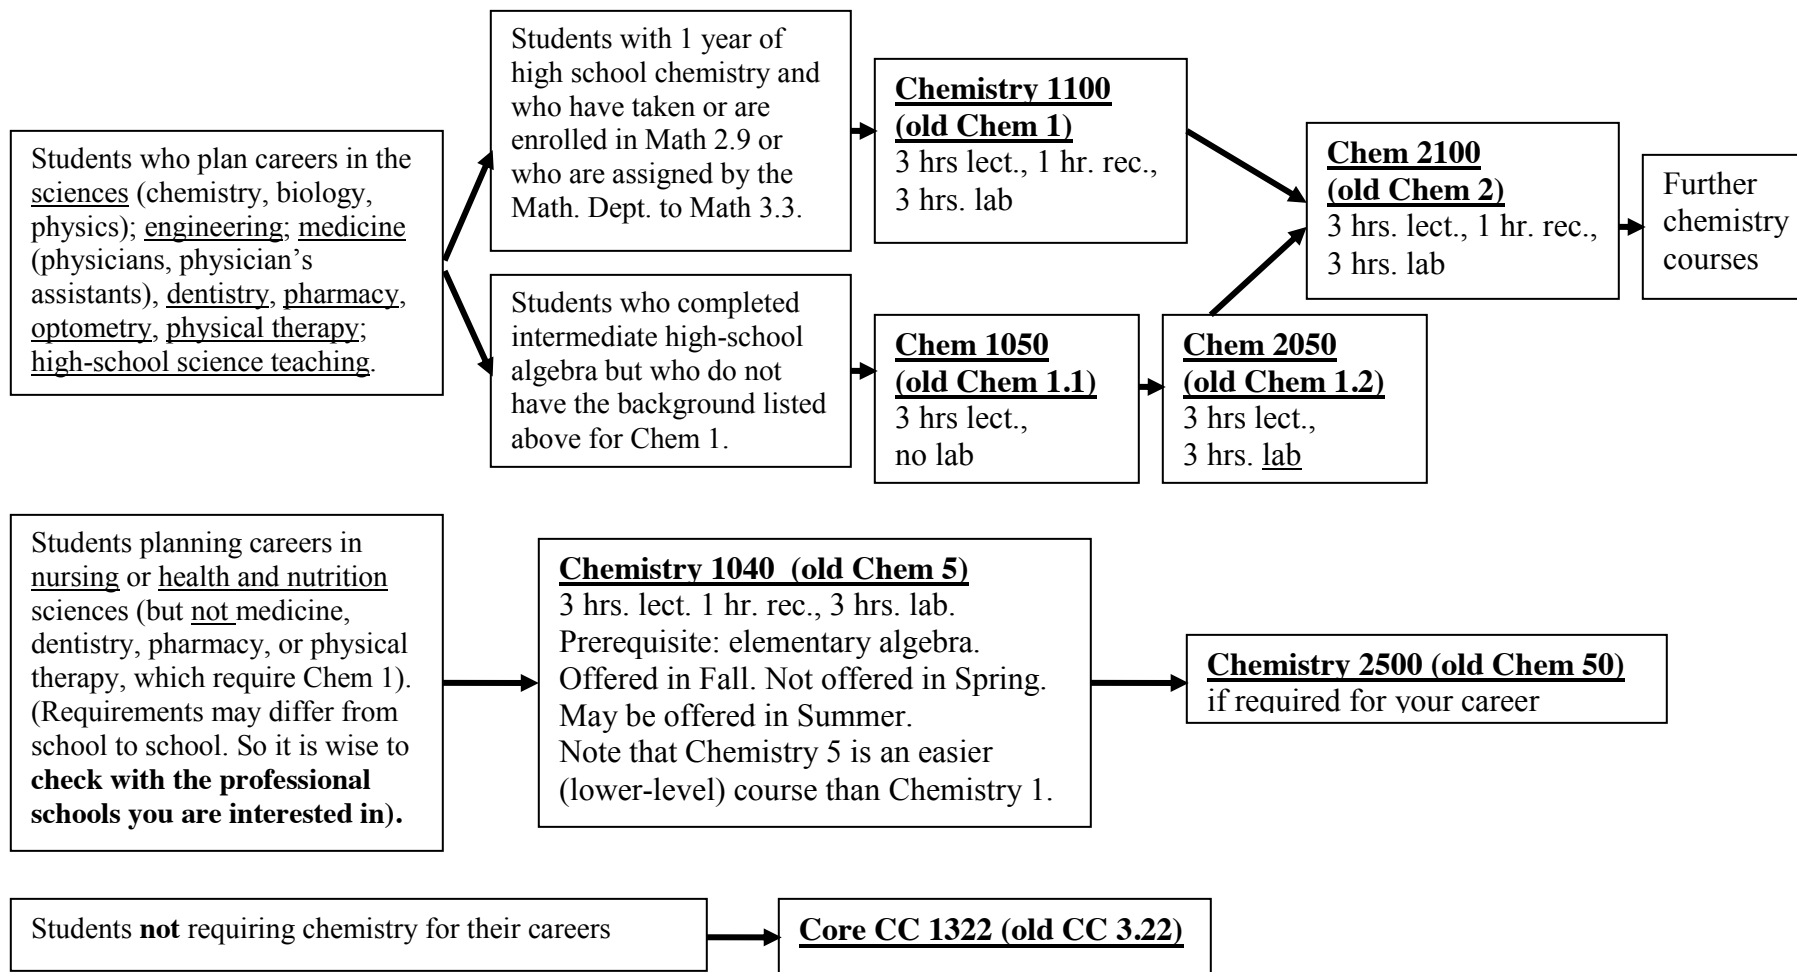 Students who plan careers in the
sciences (chemistry, biology,
physics); engineering; medicine
(physicians, physician’s
assistants), dentistry, pharmacy,
optometry, physical therapy;
high-school science teaching.
Students with 1 year of
high school chemistry and
who have taken or are
enrolled in Math 2.9 or
who are assigned by the
Math. Dept. to Math 3.3.
Chemistry 1100
(old Chem 1)
3 hrs lect., 1 hr. rec.,
3 hrs. lab
Students who completed
intermediate high-school
algebra but who do not
have the background listed
above for Chem 1.
Chem 1050
(old Chem 1.1)
3 hrs lect.,
no lab
Chem 2050
(old Chem 1.2)
3 hrs lect.,
3 hrs. lab
Chem 2100
(old Chem 2)
3 hrs. lect., 1 hr. rec.,
3 hrs. lab
Further
chemistry
courses
Students planning careers in
nursing or health and nutrition
sciences (but not medicine,
dentistry, pharmacy, or physical
therapy, which require Chem 1).
(Requirements may differ from
school to school. So it is wise to
check with the professional
schools you are interested in).
Chemistry 1040 (old Chem 5)
3 hrs. lect. 1 hr. rec., 3 hrs. lab.
Prerequisite: elementary algebra.
Offered in Fall. Not offered in Spring.
May be offered in Summer.
Note that Chemistry 5 is an easier
(lower-level) course than Chemistry 1.
Chemistry 2500 (old Chem 50)
if required for your career
Students not requiring chemistry for their careers
Core CC 1322 (old CC 3.22)